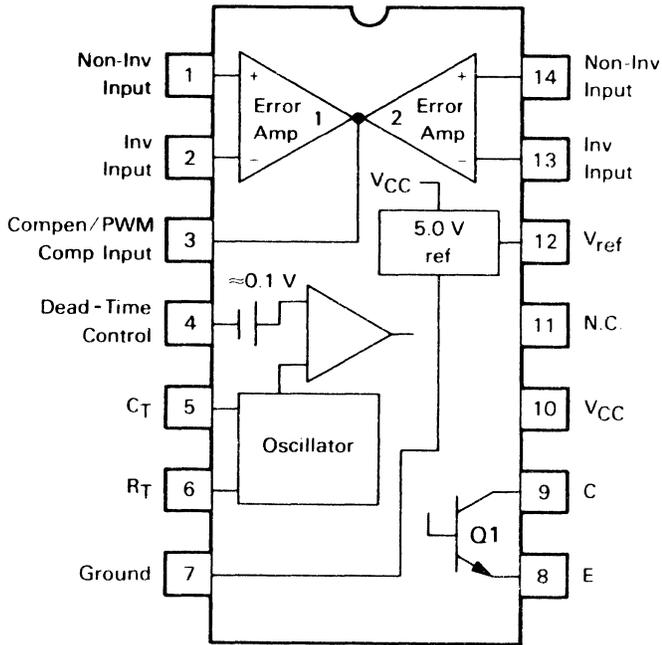 Non-Inv
Input
1
+
Error
Amp
1
2
Error
Amp
+
14
Non-Inv
Input
Inv
Input
2
−
−
13
Inv
Input
VCC
Compen/PWM
Comp Input
3
5.0 V
ref
12
Vref
≈0.1 V
Dead-Time
Control
4
11
N.C.
CT
5
Oscillator
10
VCC
RT
6
9
C
Q1
Ground
7
8
E